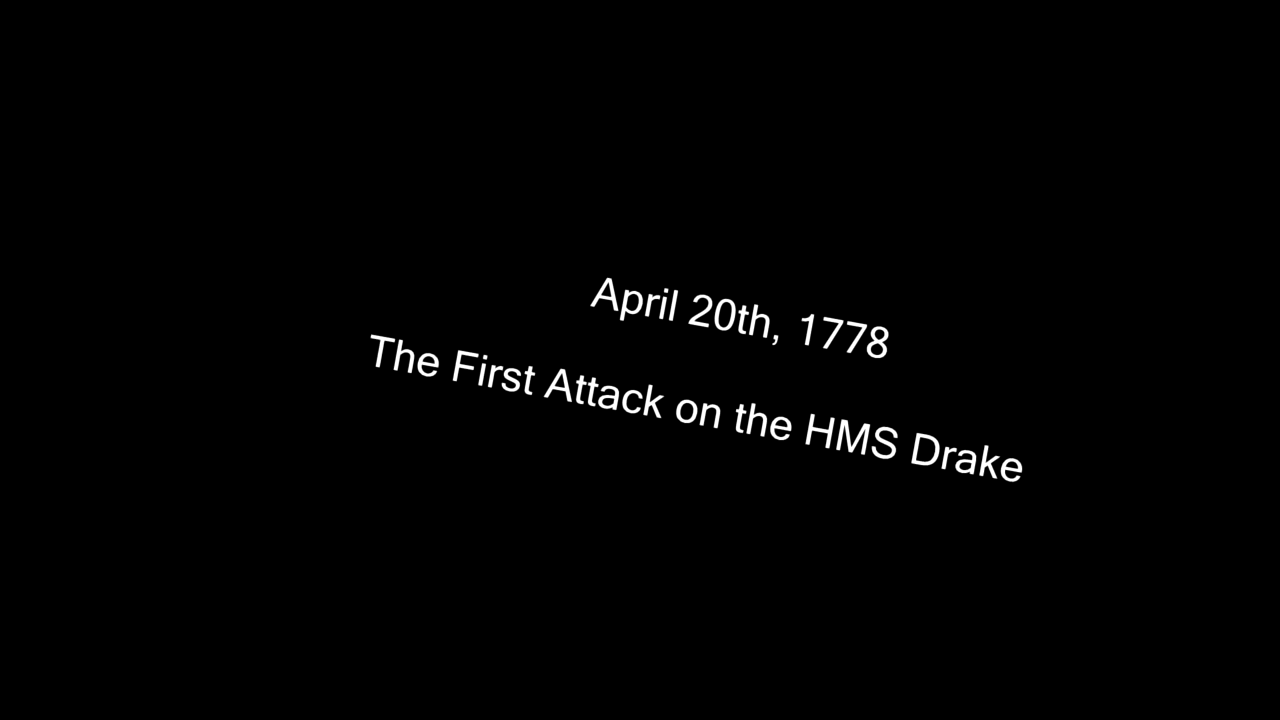 April 20th, 1778
The First Attack on the HMS Drake